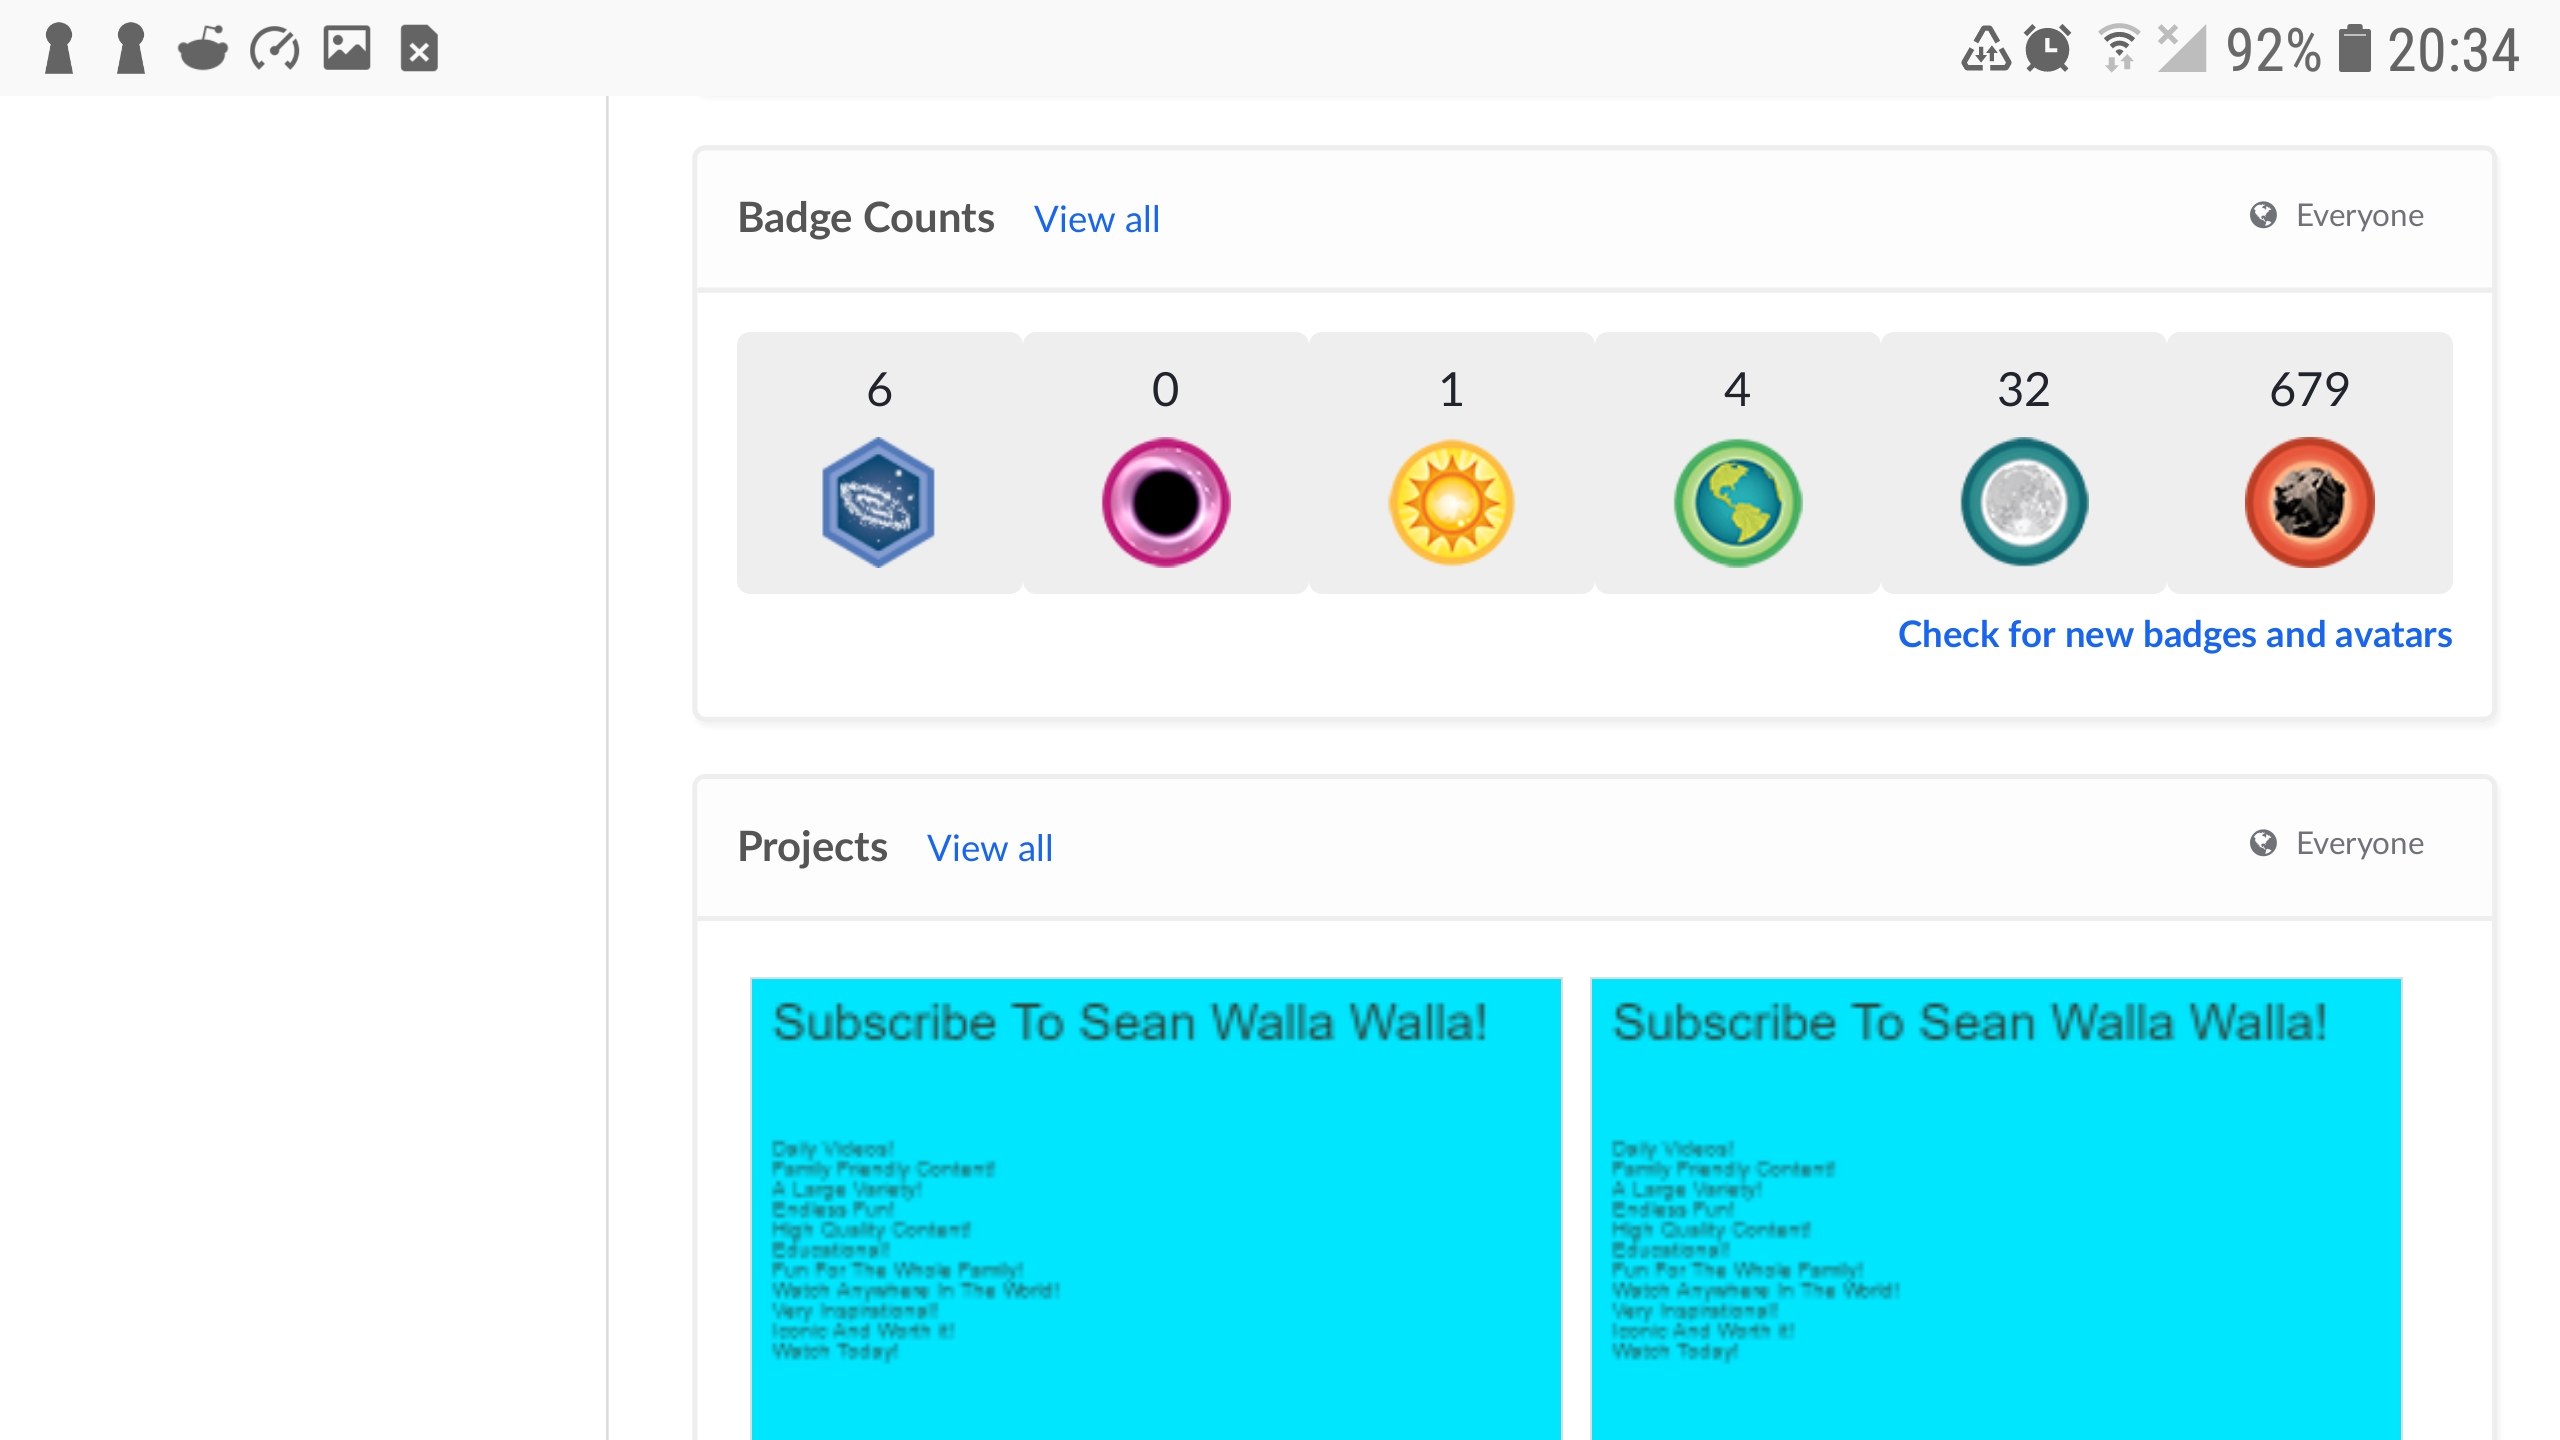 92% 20:34
Badge Counts View all Everyone
6 0 1 4 32 679
Check for new badges and avatars
Projects View all Everyone
Subscribe To Sean Walla Walla! Subscribe To Sean Walla Walla!
Daily Videos! Daily Videos!
Family Friendly Content! Family Friendly Content!
A Large Variety! A Large Variety!
Endless Fun! Endless Fun!
High Quality Content! High Quality Content!
Educational! Educational!
Fun For The Whole Family! Fun For The Whole Family!
Watch Anywhere In The World! Watch Anywhere In The World!
Very Inspirational! Very Inspirational!
Iconic And Worth It! Iconic And Worth It!
Watch Today! Watch Today!